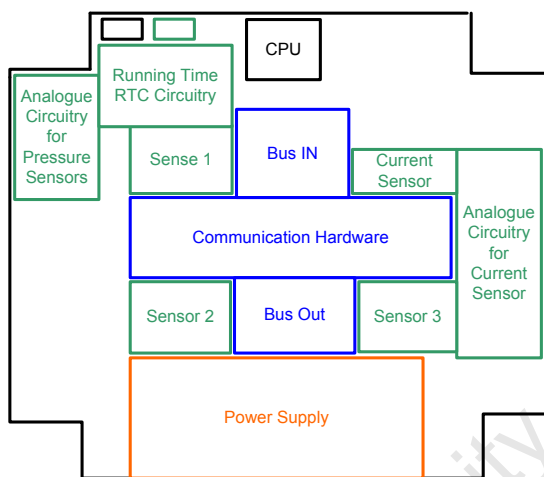 CPU
Running Time
RTC Circuitry
Analogue
Circuitry
for
Pressure
Sensors
Sense 1
Bus IN
Current
Sensor
Analogue
Circuitry
for
Current
Sensor
Communication Hardware
Sensor 2
Bus Out
Sensor 3
Power Supply